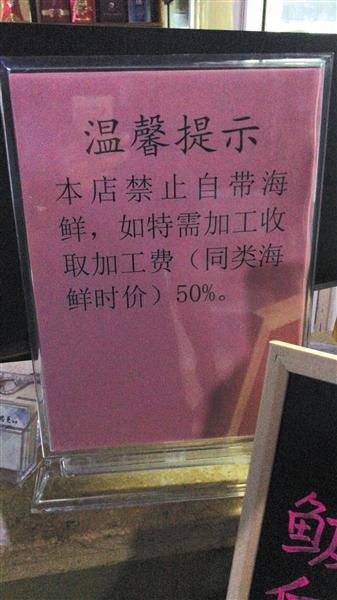 温馨提示
本店禁止自带海
鲜，如特需加工收
取加工费（同类海
鲜时价）50%。